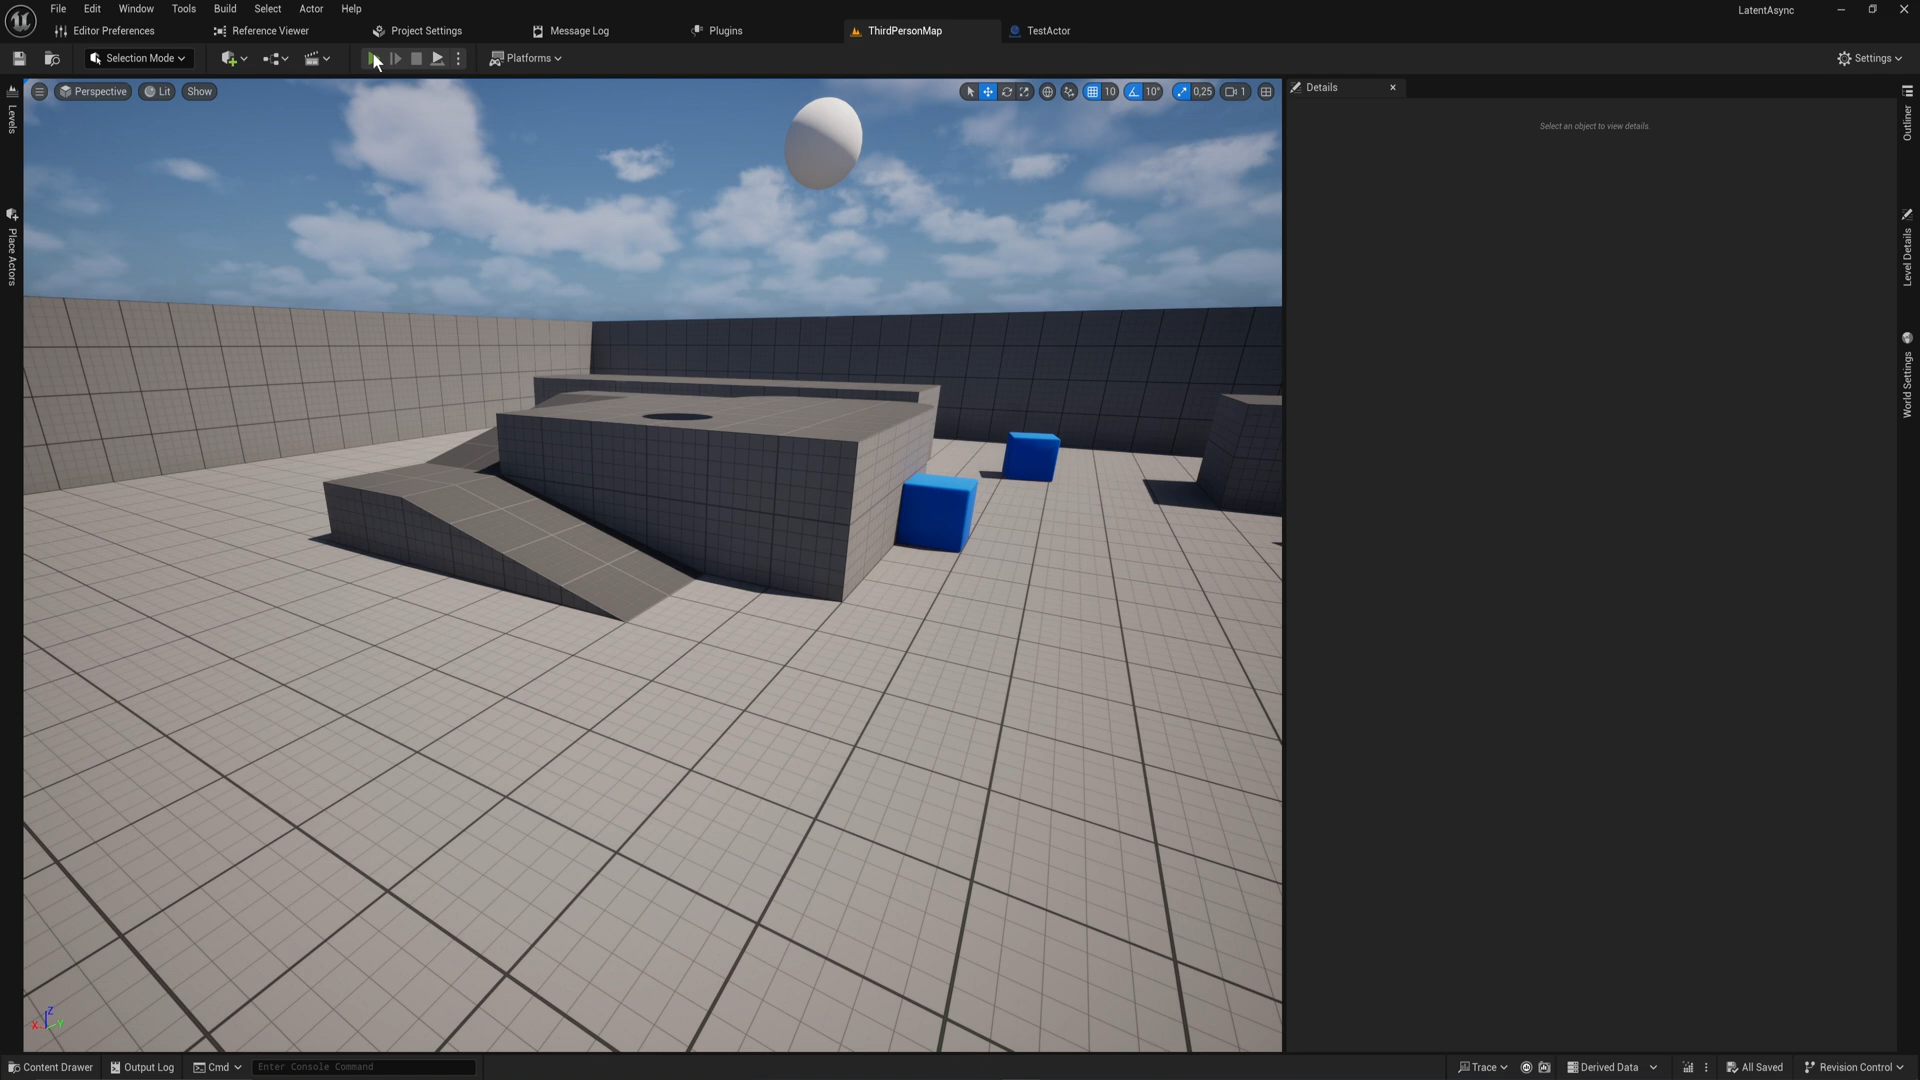 File Edit Window Tools Build Select Actor Help
LatentAsync
Editor Preferences
Reference Viewer
Project Settings
Message Log
Plugins
ThirdPersonMap
TestActor
Selection Mode
Platforms
Settings
Perspective
Lit
Show
10
10°
0,25
1
Details
Select an object to view details.
Levels
Place Actors
Outliner
Level Details
World Settings
Z
X
Y
Content Drawer
Output Log
Cmd
Enter Console Command
Trace
Derived Data
All Saved
Revision Control